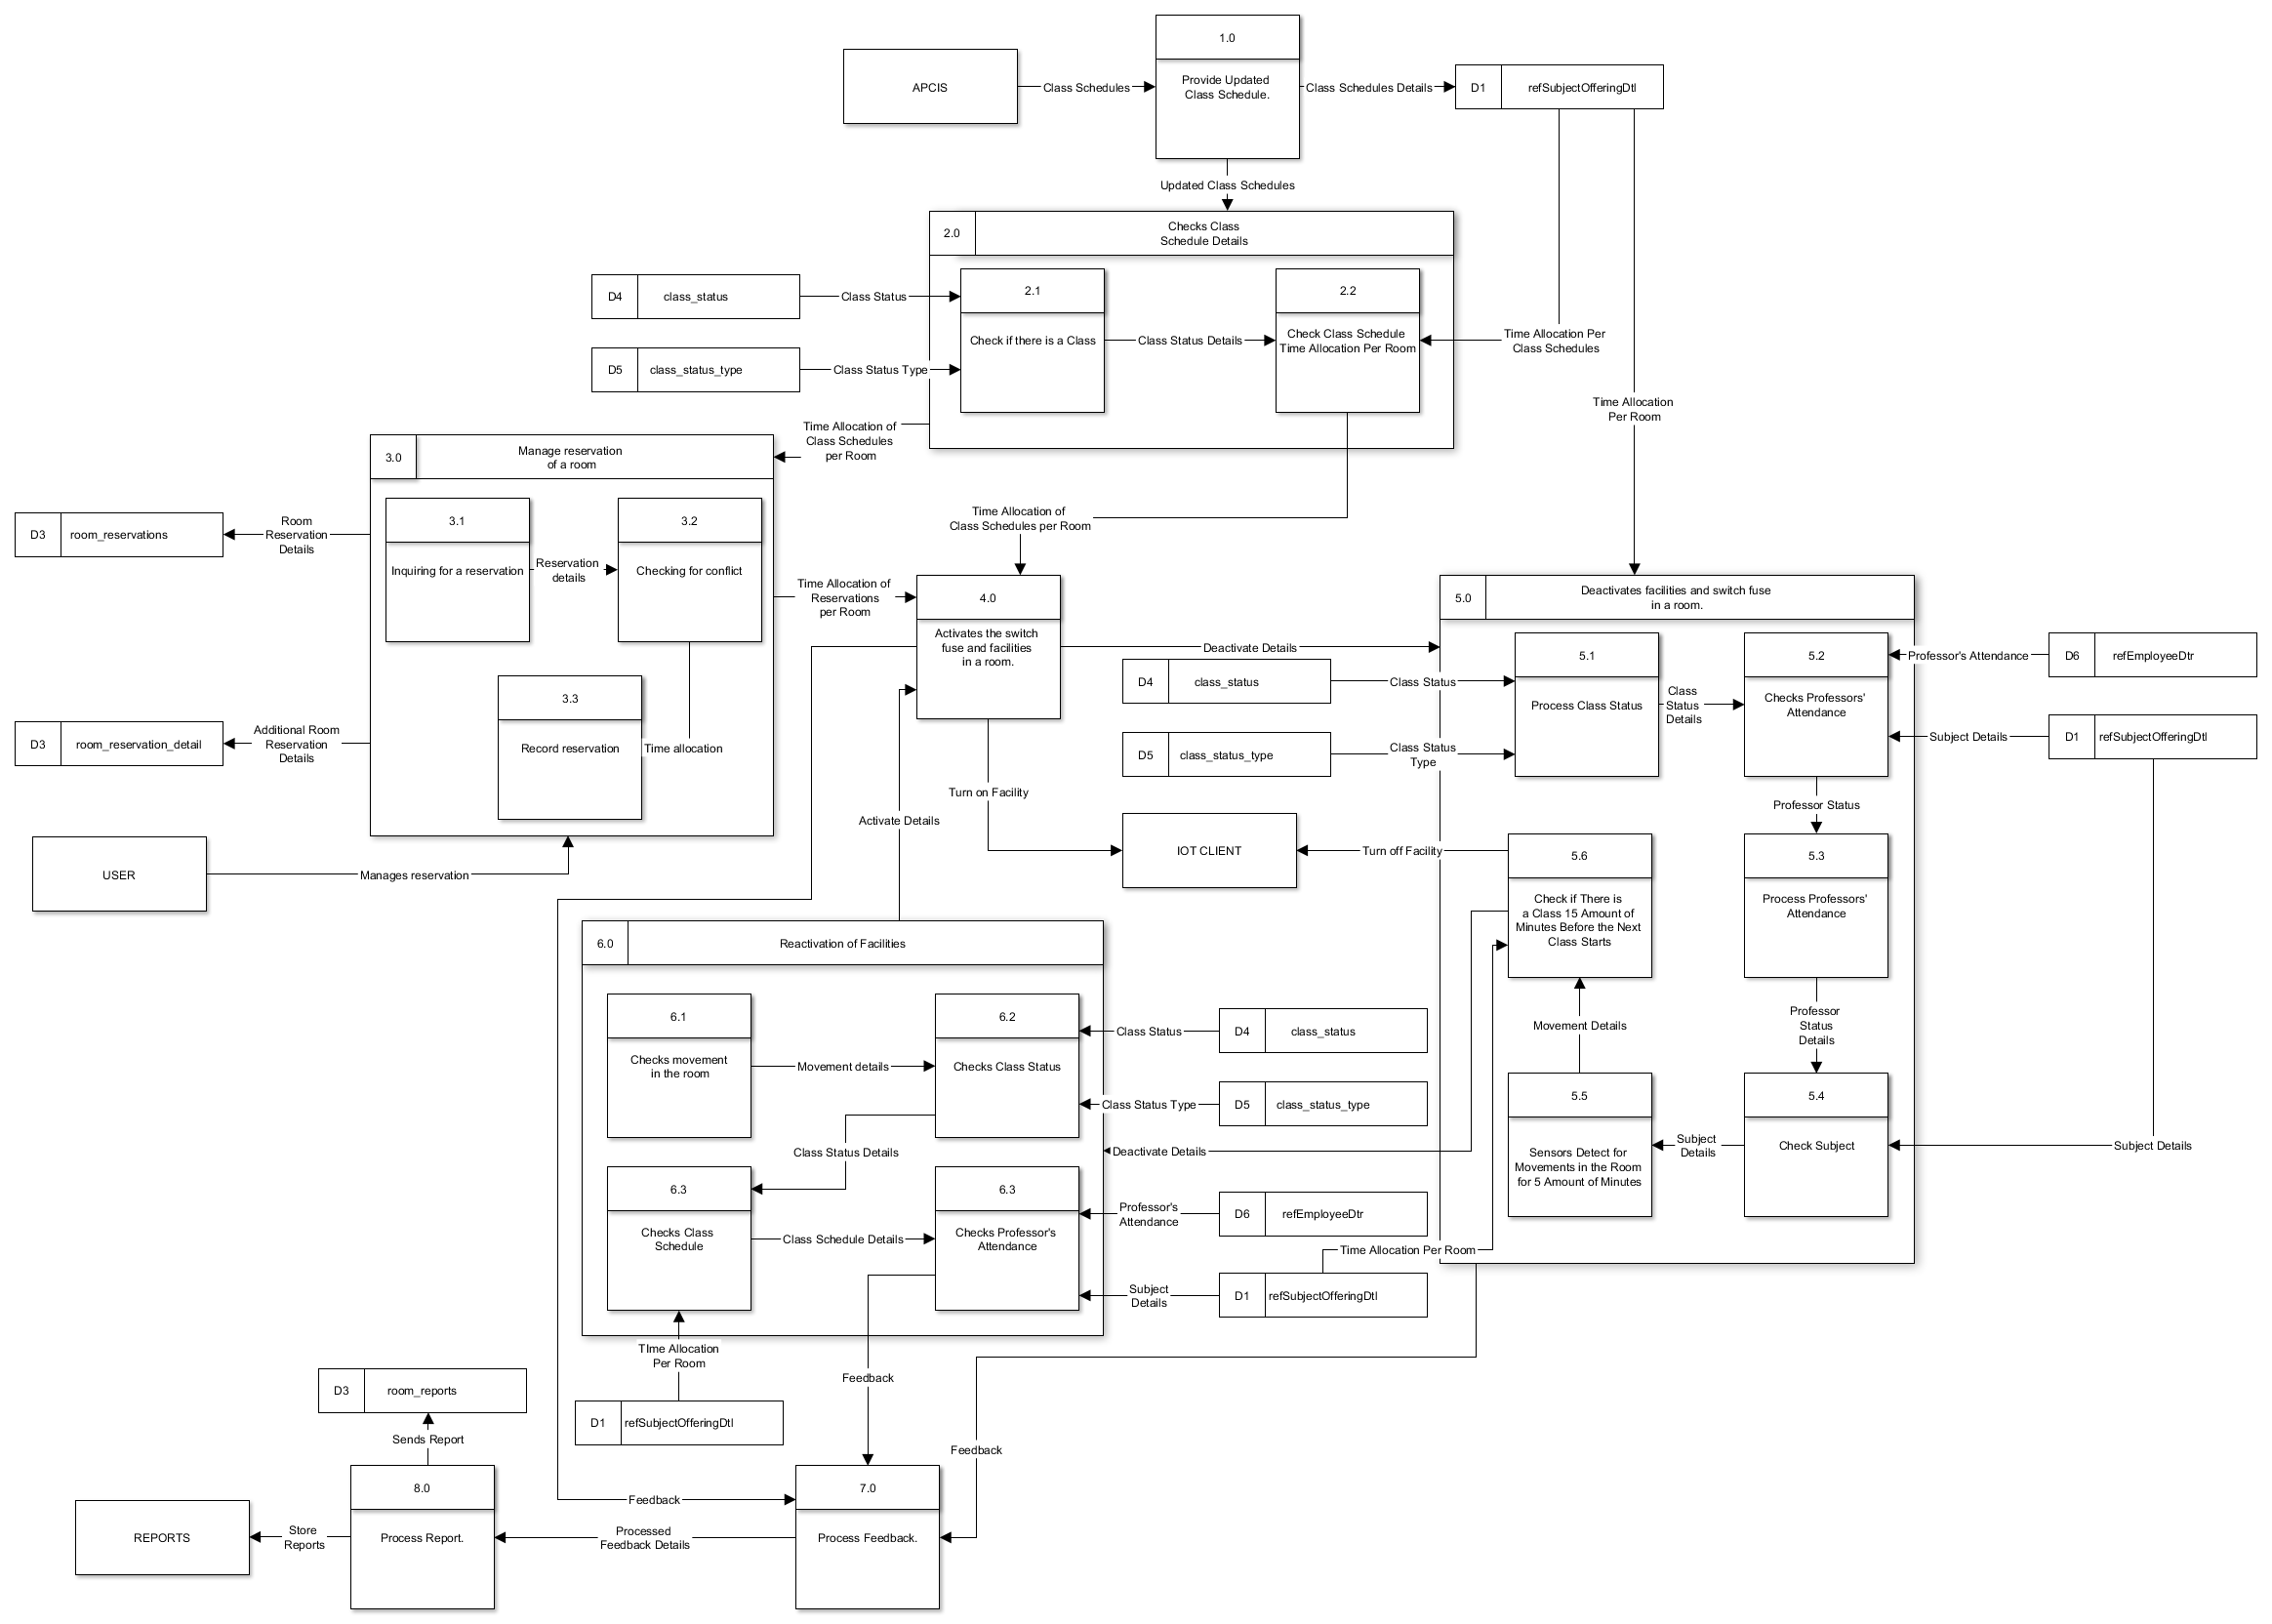 1.0
Provide Updated
Class Schedule.
APCIS
Class Schedules
Class Schedules Details
D1
refSubjectOfferingDtl
Updated Class Schedules
2.0
Checks Class
Schedule Details
D4
class_status
Class Status
2.1
Check if there is a Class
Class Status Details
2.2
Check Class Schedule
Time Allocation Per Room
Time Allocation Per
Class Schedules
D5
class_status_type
Class Status Type
Time Allocation
Per Room
Time Allocation of
Class Schedules
per Room
3.0
Manage reservation
of a room
3.1
Inquiring for a reservation
Reservation
details
3.2
Checking for conflict
D3
room_reservations
Room
Reservation
Details
Time Allocation of
Class Schedules per Room
Time Allocation of
Reservations
per Room
3.3
Record reservation
Time allocation
D3
room_reservation_detail
Additional Room
Reservation
Details
USER
Manages reservation
4.0
Activates the switch
fuse and facilities
in a room.
Deactivate Details
Turn on Facility
Activate Details
IOT CLIENT
Turn off Facility
5.0
Deactivates facilities and switch fuse
in a room.
D4
class_status
Class Status
D5
class_status_type
Class Status
Type
5.1
Process Class Status
Class
Status
Details
5.2
Checks Professors'
Attendance
Professor's Attendance
D6
refEmployeeDtr
Subject Details
D1
refSubjectOfferingDtl
Professor Status
5.3
Process Professors'
Attendance
5.6
Check if There is
a Class 15 Amount of
Minutes Before the Next
Class Starts
Movement Details
Professor
Status
Details
5.5
Sensors Detect for
Movements in the Room
for 5 Amount of Minutes
Subject
Details
5.4
Check Subject
Subject Details
6.0
Reactivation of Facilities
6.1
Checks movement
in the room
Movement details
6.2
Checks Class Status
Class Status
D4
class_status
Class Status Type
D5
class_status_type
Class Status Details
Deactivate Details
6.3
Checks Class
Schedule
Class Schedule Details
6.3
Checks Professor's
Attendance
Professor's
Attendance
D6
refEmployeeDtr
Time Allocation Per Room
Subject
Details
D1
refSubjectOfferingDtl
TIme Allocation
Per Room
D1
refSubjectOfferingDtl
Feedback
Feedback
D3
room_reports
Sends Report
8.0
Process Report.
Store
Reports
REPORTS
Feedback
Processed
Feedback Details
7.0
Process Feedback.